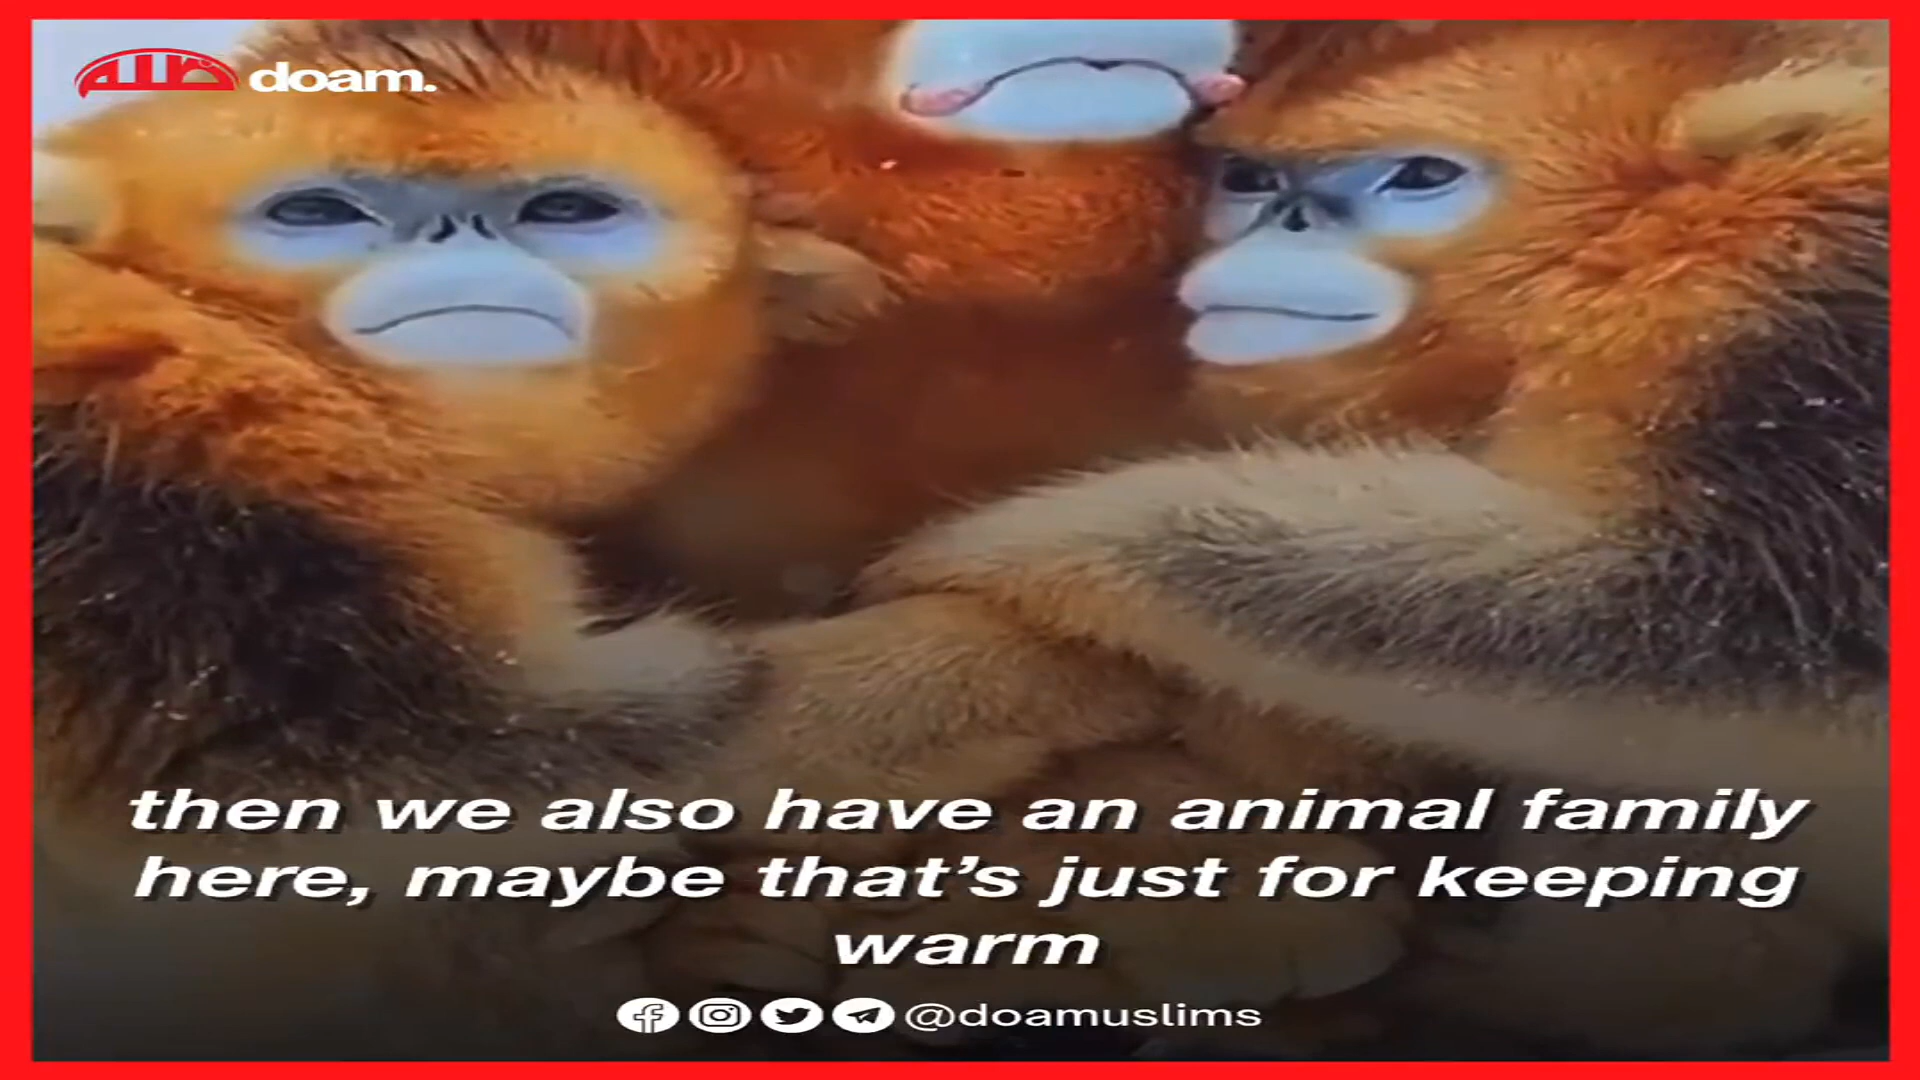 doam.
then we also have an animal family
here, maybe that's just for keeping
warm
@doamuslims